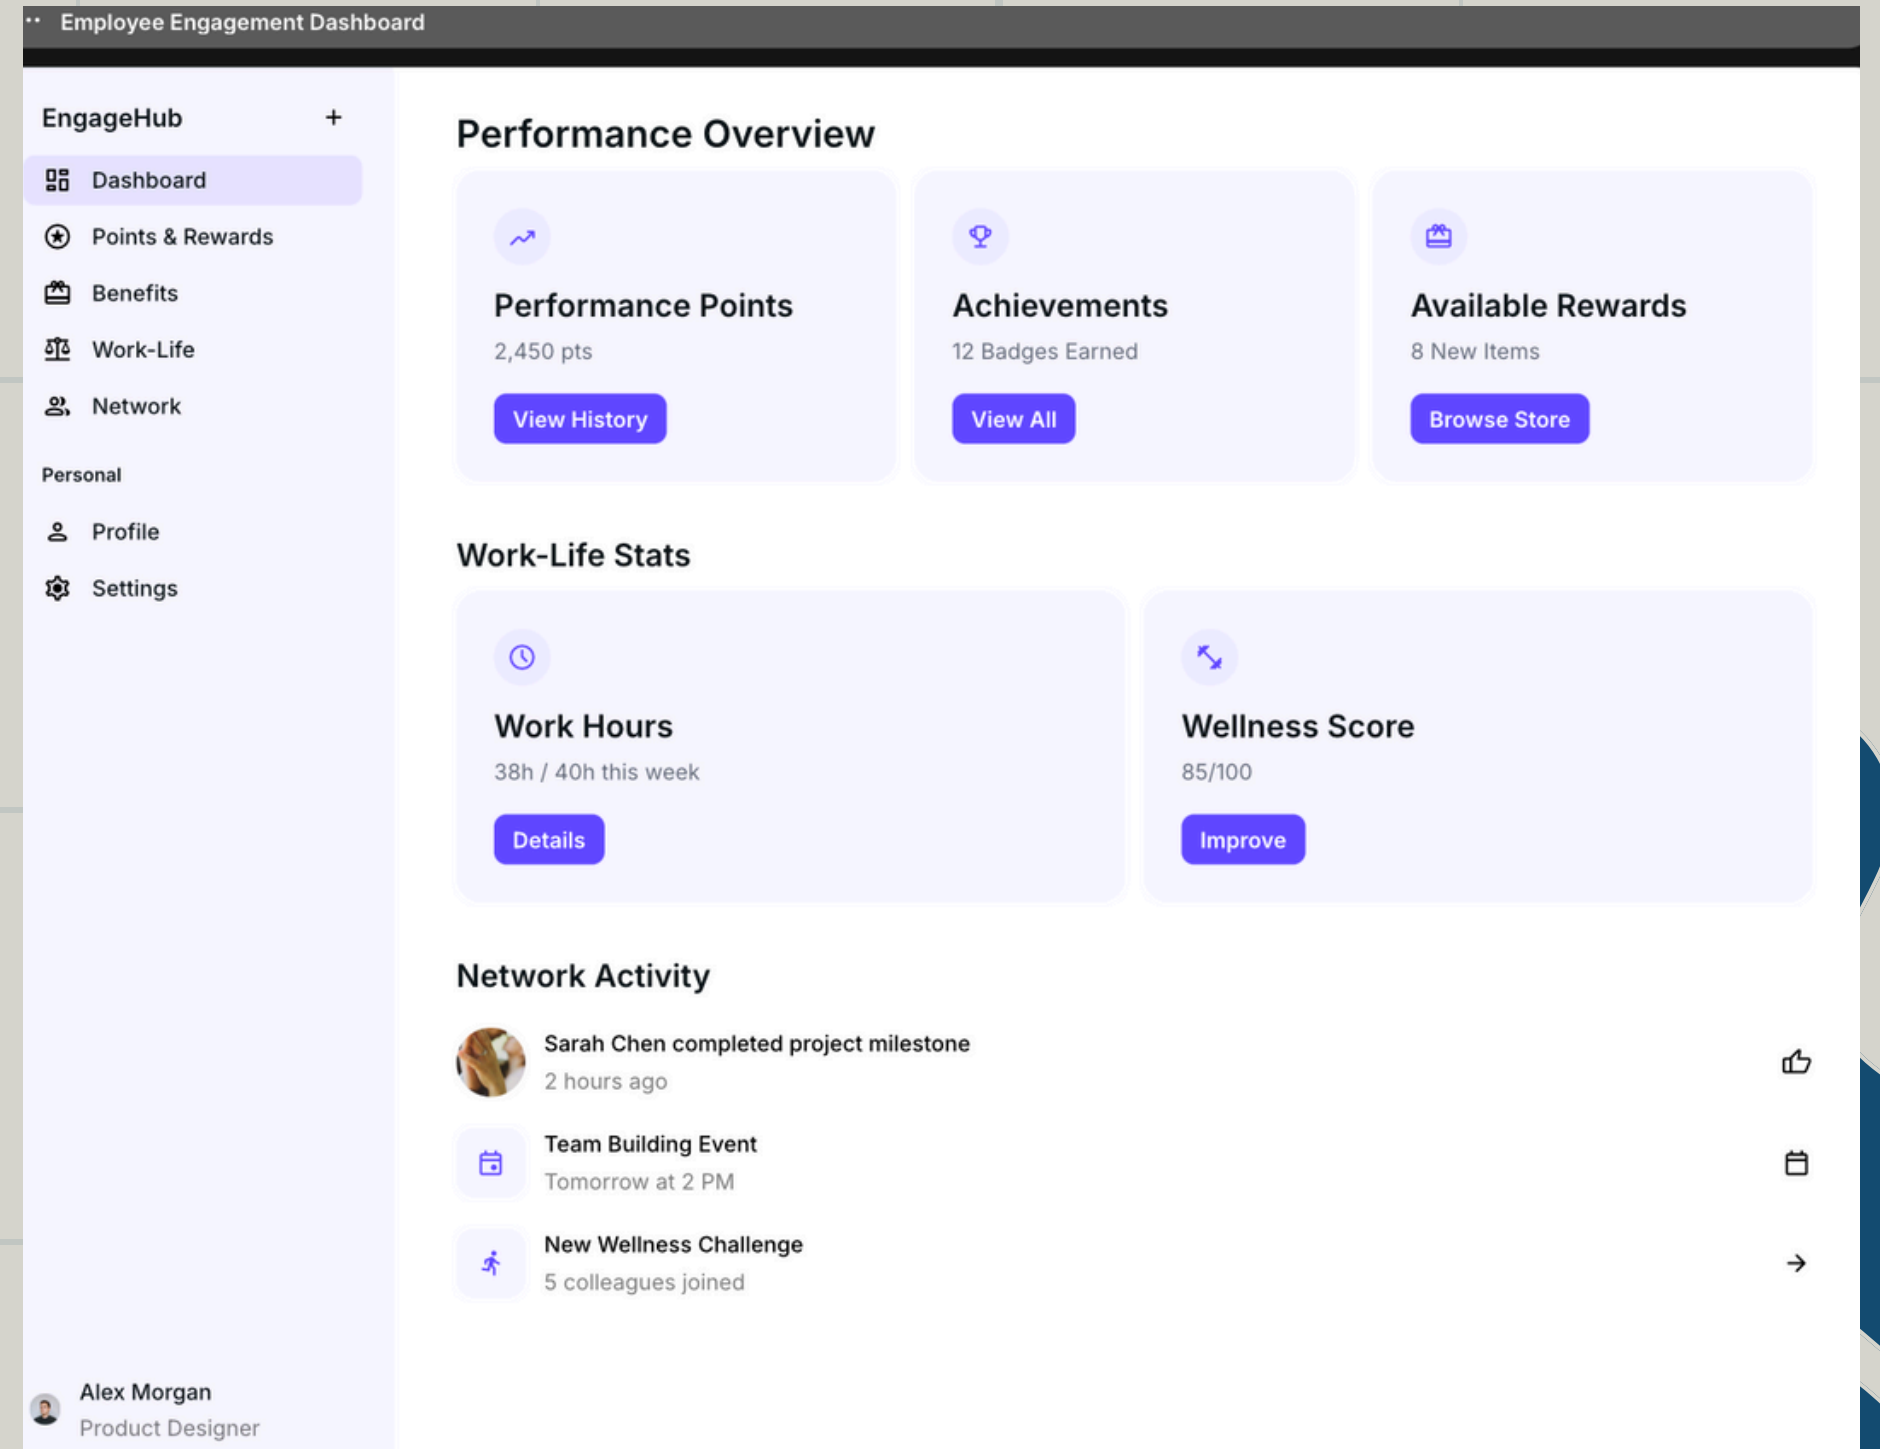 Employee Engagement Dashboard
EngageHub
Dashboard
Points & Rewards
Benefits
Work-Life
Network
Personal
Profile
Settings
Alex Morgan
Product Designer
Performance Overview
Performance Points
2,450 pts
View History
Achievements
12 Badges Earned
View All
Available Rewards
8 New Items
Browse Store
Work-Life Stats
Work Hours
38h / 40h this week
Details
Wellness Score
85/100
Improve
Network Activity
Sarah Chen completed project milestone
2 hours ago
Team Building Event
Tomorrow at 2 PM
New Wellness Challenge
5 colleagues joined